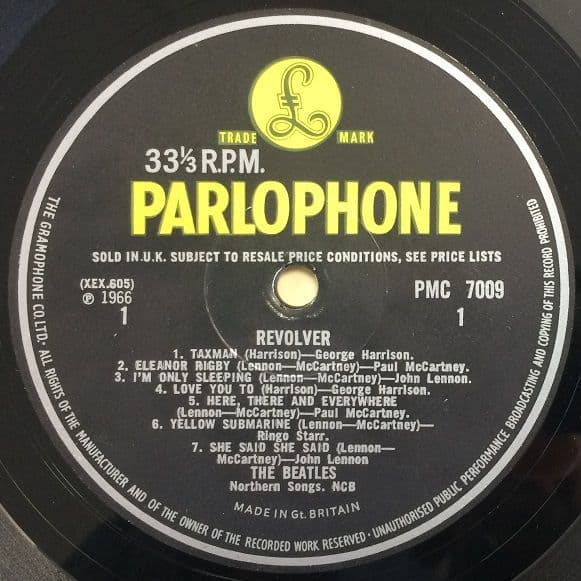 TRADE MARK
33⅓ R.P.M.
PARLOPHONE
SOLD IN U.K. SUBJECT TO RESALE PRICE CONDITIONS, SEE PRICE LISTS
(XEX.605)
℗ 1966
1
PMC 7009
1
REVOLVER
1. TAXMAN (Harrison)—George Harrison.
2. ELEANOR RIGBY (Lennon—McCartney)—Paul McCartney.
3. I'M ONLY SLEEPING (Lennon—McCartney)—John Lennon.
4. LOVE YOU TO (Harrison)—George Harrison.
5. HERE, THERE AND EVERYWHERE
(Lennon—McCartney)—Paul McCartney.
6. YELLOW SUBMARINE (Lennon—McCartney)—
Ringo Starr.
7. SHE SAID SHE SAID (Lennon—
McCartney)—John Lennon
THE BEATLES
Northern Songs. NCB
MADE IN Gt. BRITAIN
THE GRAMOPHONE CO. LTD. · ALL RIGHTS OF THE MANUFACTURER AND OF THE OWNER OF THE RECORDED WORK RESERVED · UNAUTHORISED PUBLIC PERFORMANCE BROADCASTING AND COPYING OF THIS RECORD PROHIBITED